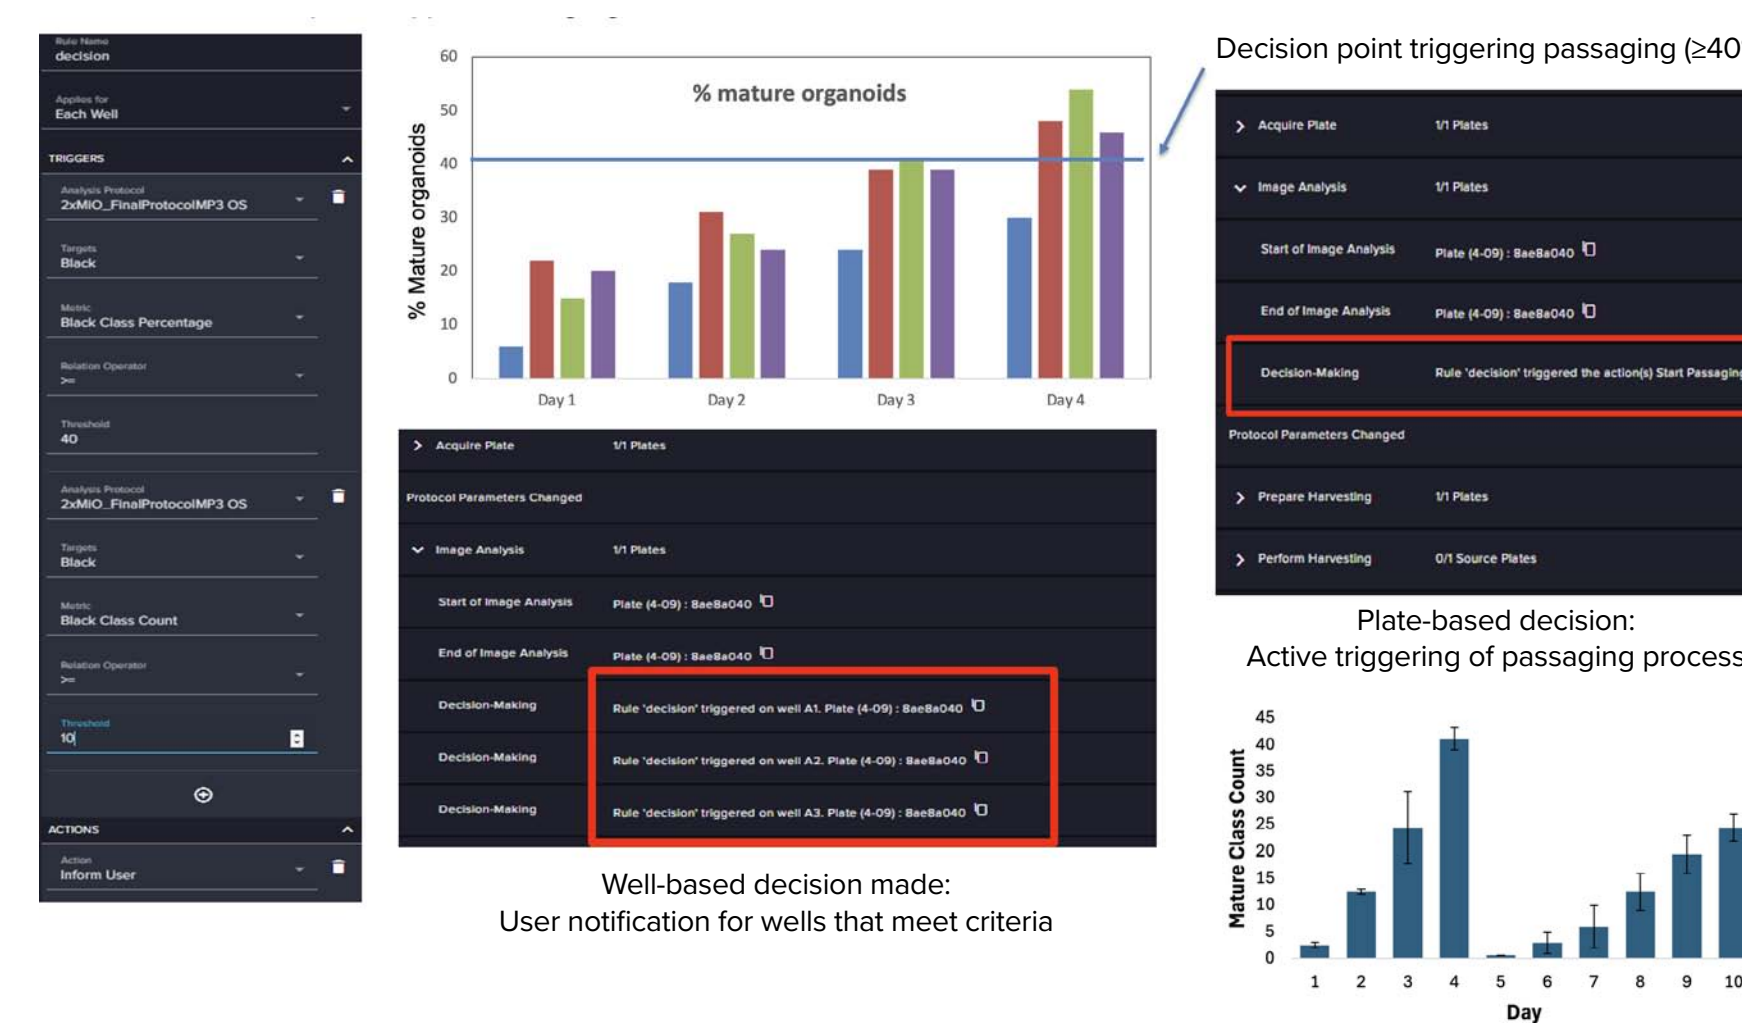 Rule Name
decision
Applies for
Each Well
TRIGGERS
Analysis Protocol
2xMIO_FinalProtocolMP3 OS
Targets
Black
Metric
Black Class Percentage
Relation Operator
>=
Threshold
40
Analysis Protocol
2xMIO_FinalProtocolMP3 OS
Targets
Black
Metric
Black Class Count
Relation Operator
>=
Threshold
10
ACTIONS
Action
Inform User
% mature organoids
% Mature organoids
60
50
40
30
20
10
0
Day 1
Day 2
Day 3
Day 4
Acquire Plate 1/1 Plates
Protocol Parameters Changed
Image Analysis 1/1 Plates
Start of Image Analysis Plate (4-09) : 8ae8a040
End of Image Analysis Plate (4-09) : 8ae8a040
Decision-Making Rule 'decision' triggered on well A1. Plate (4-09) : 8ae8a040
Decision-Making Rule 'decision' triggered on well A2. Plate (4-09) : 8ae8a040
Decision-Making Rule 'decision' triggered on well A3. Plate (4-09) : 8ae8a040
Well-based decision made:
User notification for wells that meet criteria
Decision point triggering passaging (≥40
Acquire Plate 1/1 Plates
Image Analysis 1/1 Plates
Start of Image Analysis Plate (4-09) : 8ae8a040
End of Image Analysis Plate (4-09) : 8ae8a040
Decision-Making Rule 'decision' triggered the action(s) Start Passaging
Protocol Parameters Changed
Prepare Harvesting 1/1 Plates
Perform Harvesting 0/1 Source Plates
Plate-based decision:
Active triggering of passaging process
Mature Class Count
45
40
35
30
25
20
15
10
5
0
1 2 3 4 5 6 7 8 9 10
Day